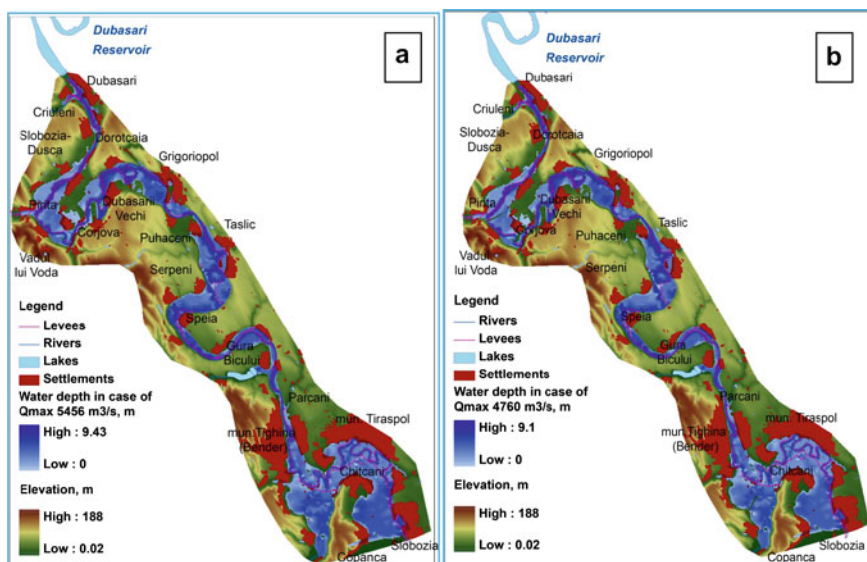 Dubasari
Reservoir
a
Dubasari
Criuleni
Slobozia-
Dusca
Dorotcaia
Grigoriopol
Pinta
Dubasani
Vechi
Taslic
Corjova
Puhaceni
Vadul
lui Voda
Serpeni
Legend
Levees
Rivers
Lakes
Settlements
Speia
Gura
Bicului
Water depth in case of
Qmax 5456 m3/s, m
High : 9.43
Low : 0
Parcani
mun. Tiraspol
mun.Tighina
(Bender)
Chitcani
Elevation, m
High : 188
Low : 0.02
Slobozia
Copanca
Dubasari
Reservoir
b
Dubasari
Criuleni
Slobozia-
Dusca
Dorotcaia
Grigoriopol
Pinta
Dubasani
Vechi
Taslic
Corjova
Puhaceni
Vadul
lui Voda
Serpeni
Legend
Rivers
Levees
Lakes
Settlements
Speia
Gura
Bicului
Water depth in case of
Qmax 4760 m3/s, m
High : 9.1
Low : 0
Parcani
mun. Tiraspol
mun.Tighina
(Bender)
Chitcani
Elevation, m
High : 188
Low : 0.02
Slobozia
Copanca